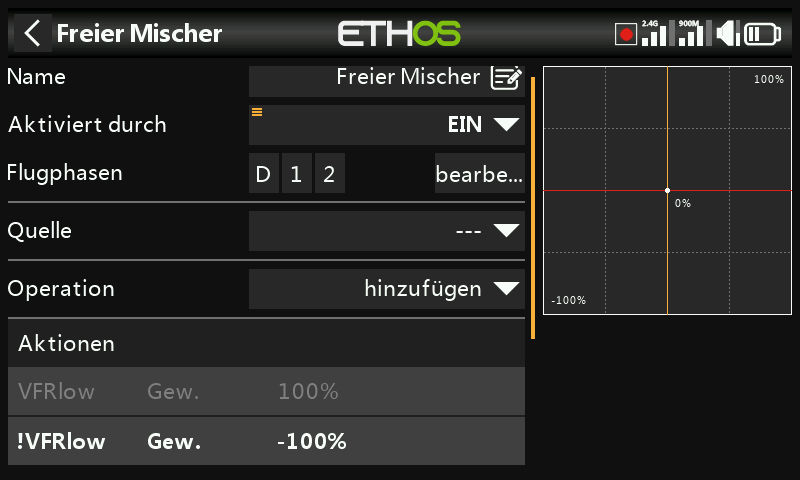 Freier Mischer
ETHOS
2.4G 900M
Name Freier Mischer
Aktiviert durch EIN
Flugphasen D 1 2 bearbe...
Quelle ---
Operation hinzufügen
Aktionen
VFRlow Gew. 100%
!VFRlow Gew. -100%
100%
0%
-100%